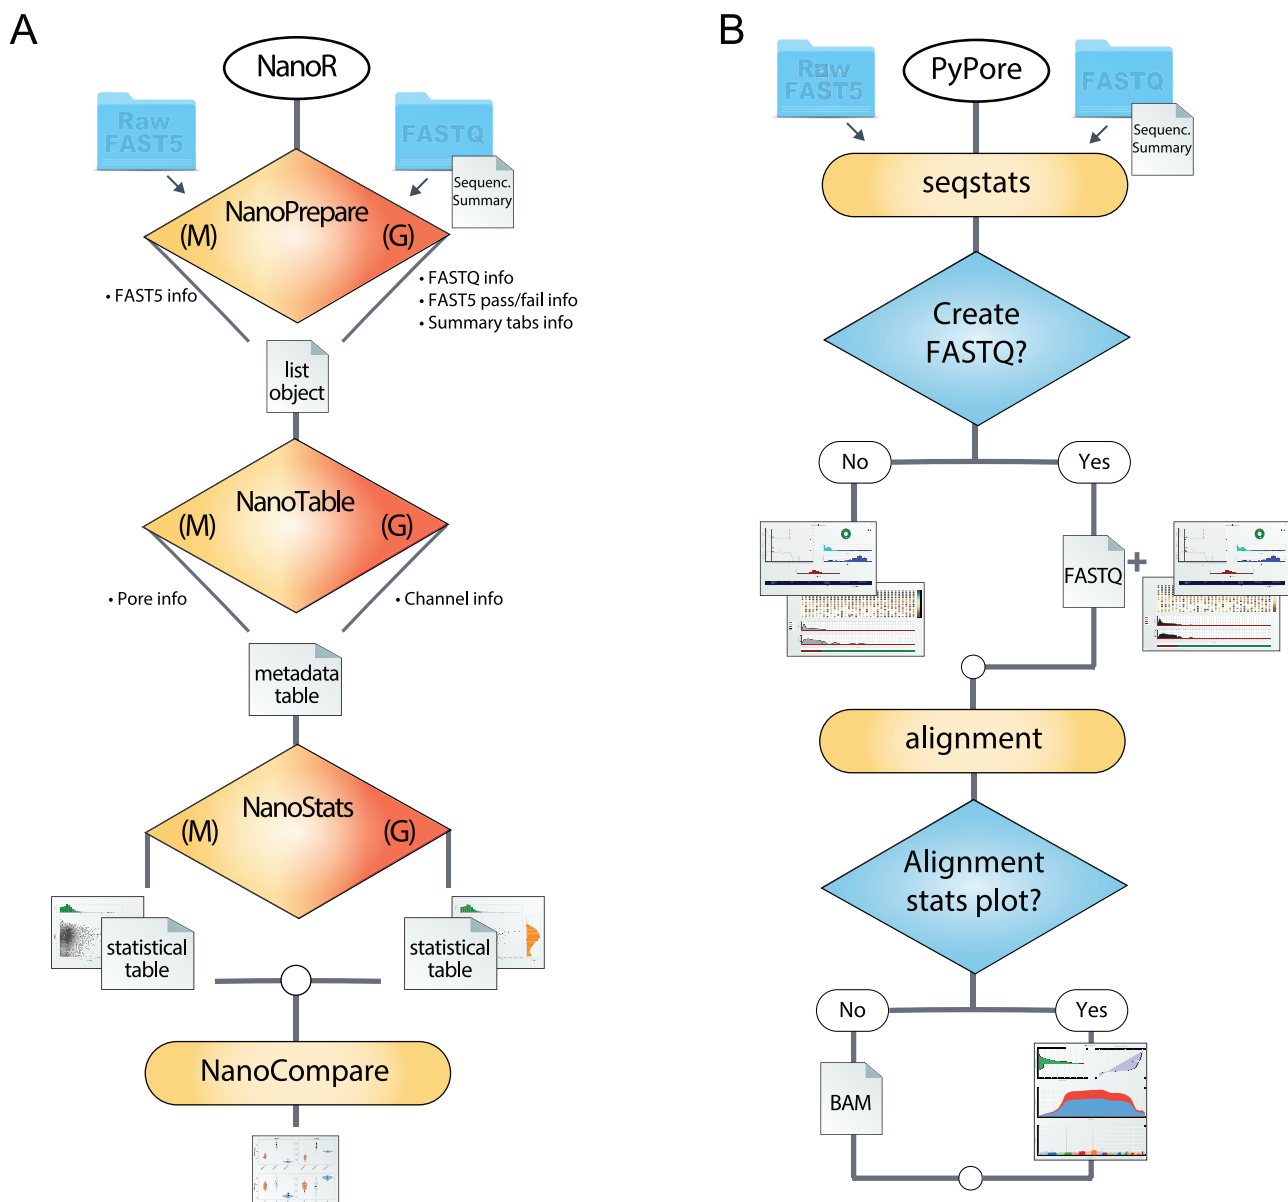 A
NanoR
Raw
FAST5
FASTQ
Sequenc.
Summary
NanoPrepare
(M)
(G)
• FAST5 info
• FASTQ info
• FAST5 pass/fail info
• Summary tabs info
list
object
NanoTable
(M)
(G)
• Pore info
• Channel info
metadata
table
NanoStats
(M)
(G)
statistical
table
statistical
table
NanoCompare
B
PyPore
Raw
FAST5
FASTQ
Sequenc.
Summary
seqstats
Create
FASTQ?
No
Yes
FASTQ
+
alignment
Alignment
stats plot?
No
Yes
BAM